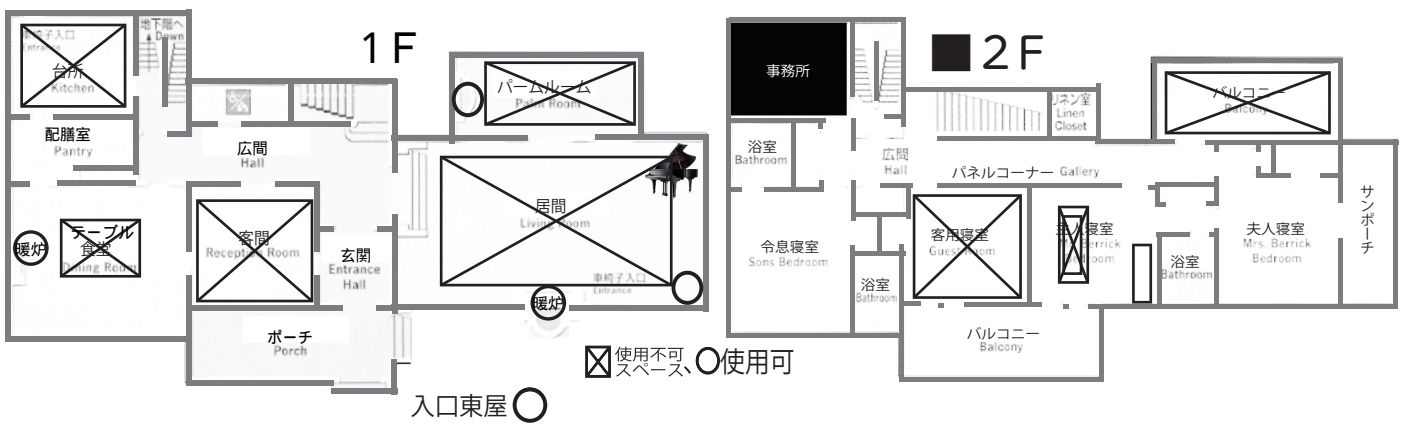 1F
車椅子入口
Entrance
地下階へ
Down
台所
Kitchen
配膳室
Pantry
広間
Hall
パームルーム
Palm Room
テーブル
食堂
Dining Room
暖炉
客間
Reception Room
玄関
Entrance
Hall
居間
Living Room
車椅子入口
Entrance
暖炉
ポーチ
Porch
使用不可
スペース、
使用可
入口東屋
■2F
事務所
浴室
Bathroom
広間
Hall
リネン室
Linen
Closet
バルコニー
Balcony
パネルコーナー Gallery
令息寝室
Sons Bedroom
浴室
Bathroom
客用寝室
Guest Room
主人寝室
Mr. Berrick
Bedroom
浴室
Bathroom
夫人寝室
Mrs. Berrick
Bedroom
サンポーチ
バルコニー
Balcony